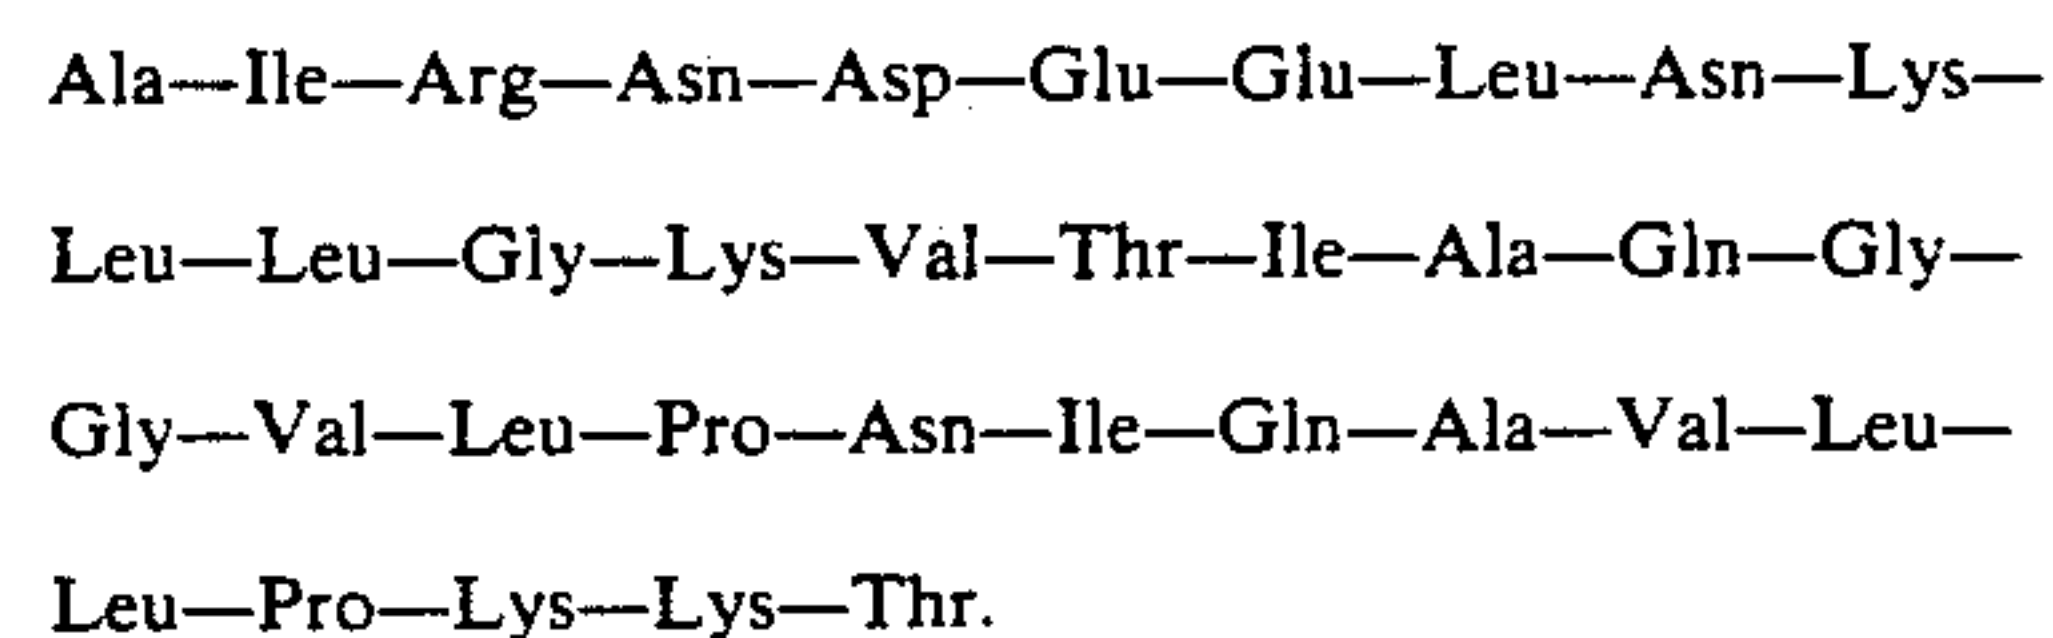 Ala—Ile—Arg—Asn—Asp—Glu—Glu—Leu—Asn—Lys—
Leu—Leu—Gly—Lys—Val—Thr—Ile—Ala—Gln—Gly—
Gly—Val—Leu—Pro—Asn—Ile—Gln—Ala—Val—Leu—
Leu—Pro—Lys—Lys—Thr.